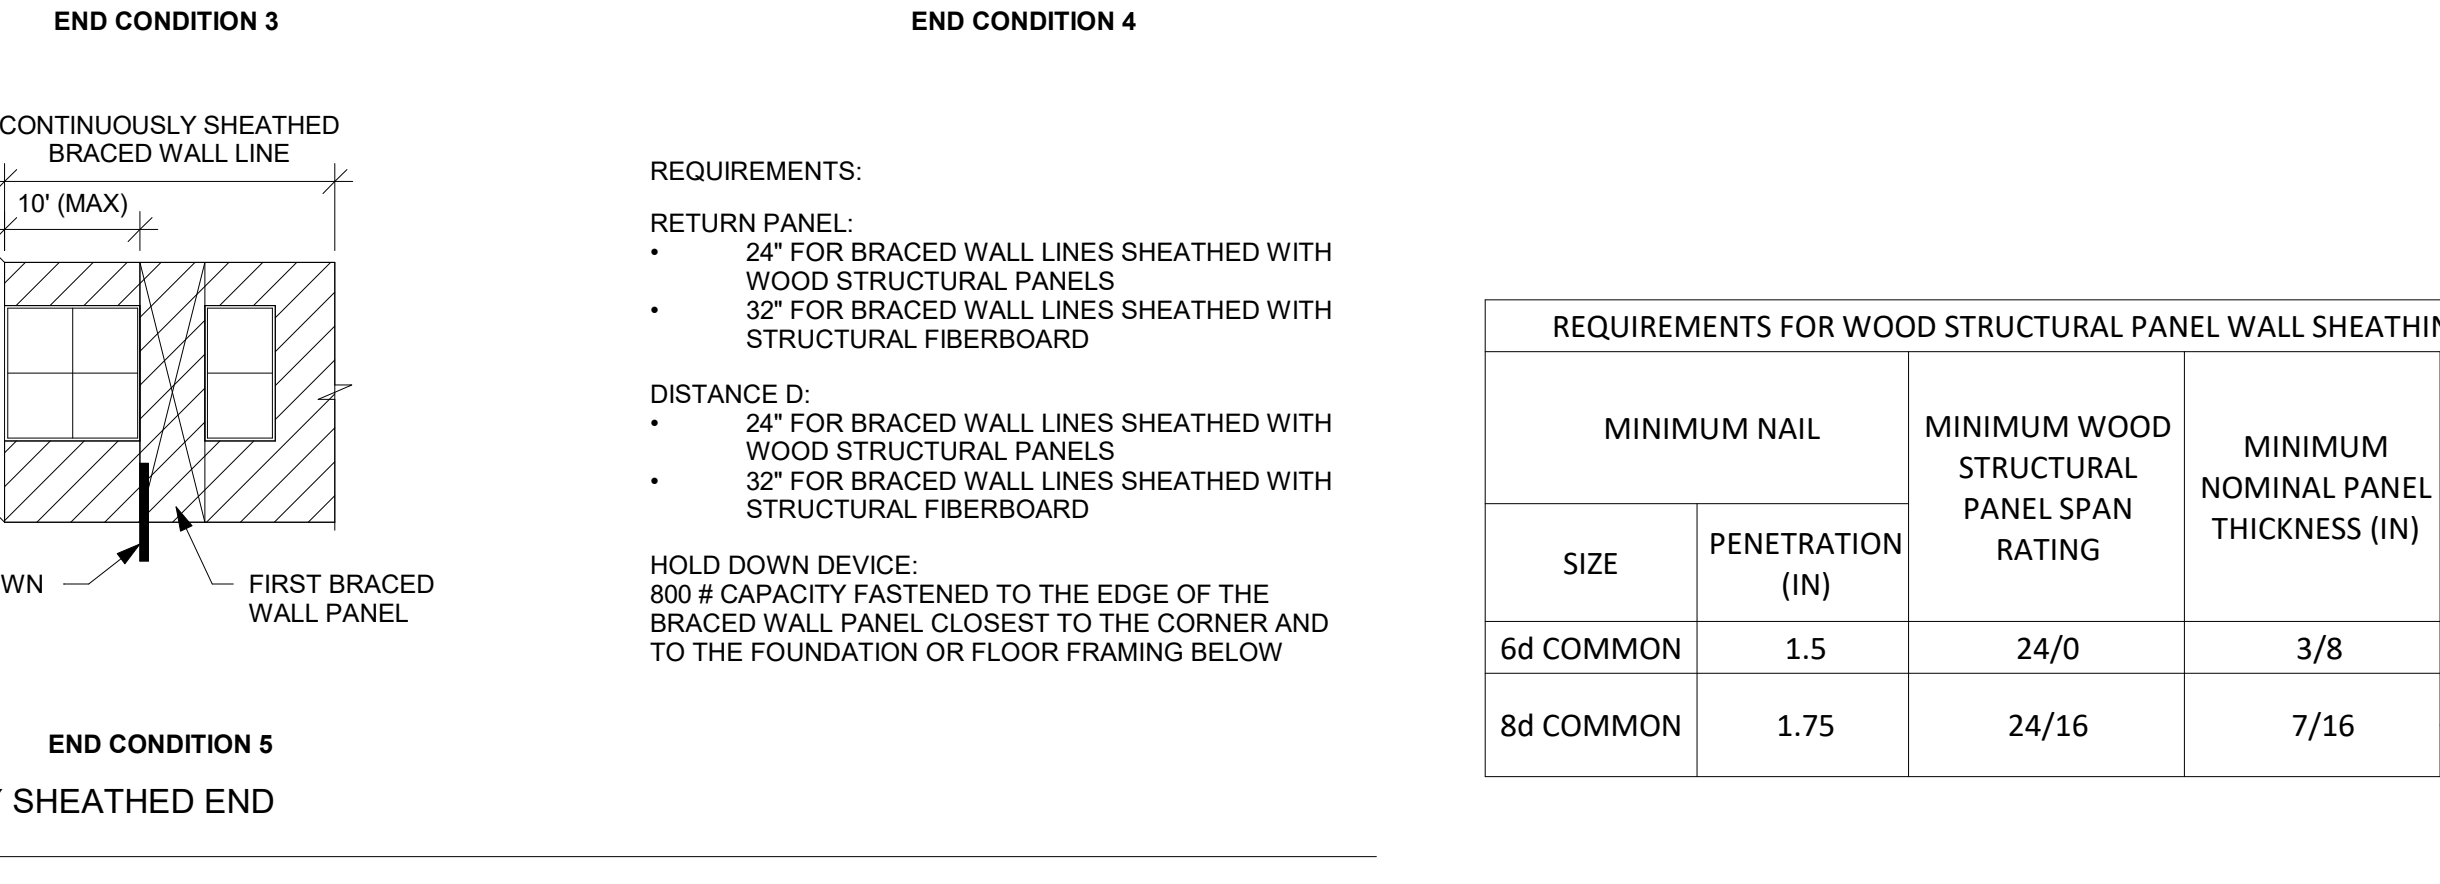 END CONDITION 3
END CONDITION 4
CONTINUOUSLY SHEATHED
BRACED WALL LINE
10' (MAX)
WN
FIRST BRACED
WALL PANEL
END CONDITION 5
Y SHEATHED END
REQUIREMENTS:
RETURN PANEL:
• 24" FOR BRACED WALL LINES SHEATHED WITH
WOOD STRUCTURAL PANELS
• 32" FOR BRACED WALL LINES SHEATHED WITH
STRUCTURAL FIBERBOARD
DISTANCE D:
• 24" FOR BRACED WALL LINES SHEATHED WITH
WOOD STRUCTURAL PANELS
• 32" FOR BRACED WALL LINES SHEATHED WITH
STRUCTURAL FIBERBOARD
HOLD DOWN DEVICE:
800 # CAPACITY FASTENED TO THE EDGE OF THE
BRACED WALL PANEL CLOSEST TO THE CORNER AND
TO THE FOUNDATION OR FLOOR FRAMING BELOW
REQUIREMENTS FOR WOOD STRUCTURAL PANEL WALL SHEATHIN
MINIMUM NAIL
MINIMUM WOOD
STRUCTURAL
PANEL SPAN
RATING
MINIMUM
NOMINAL PANEL
THICKNESS (IN)
SIZE
PENETRATION
(IN)
6d COMMON 1.5 24/0 3/8
8d COMMON 1.75 24/16 7/16